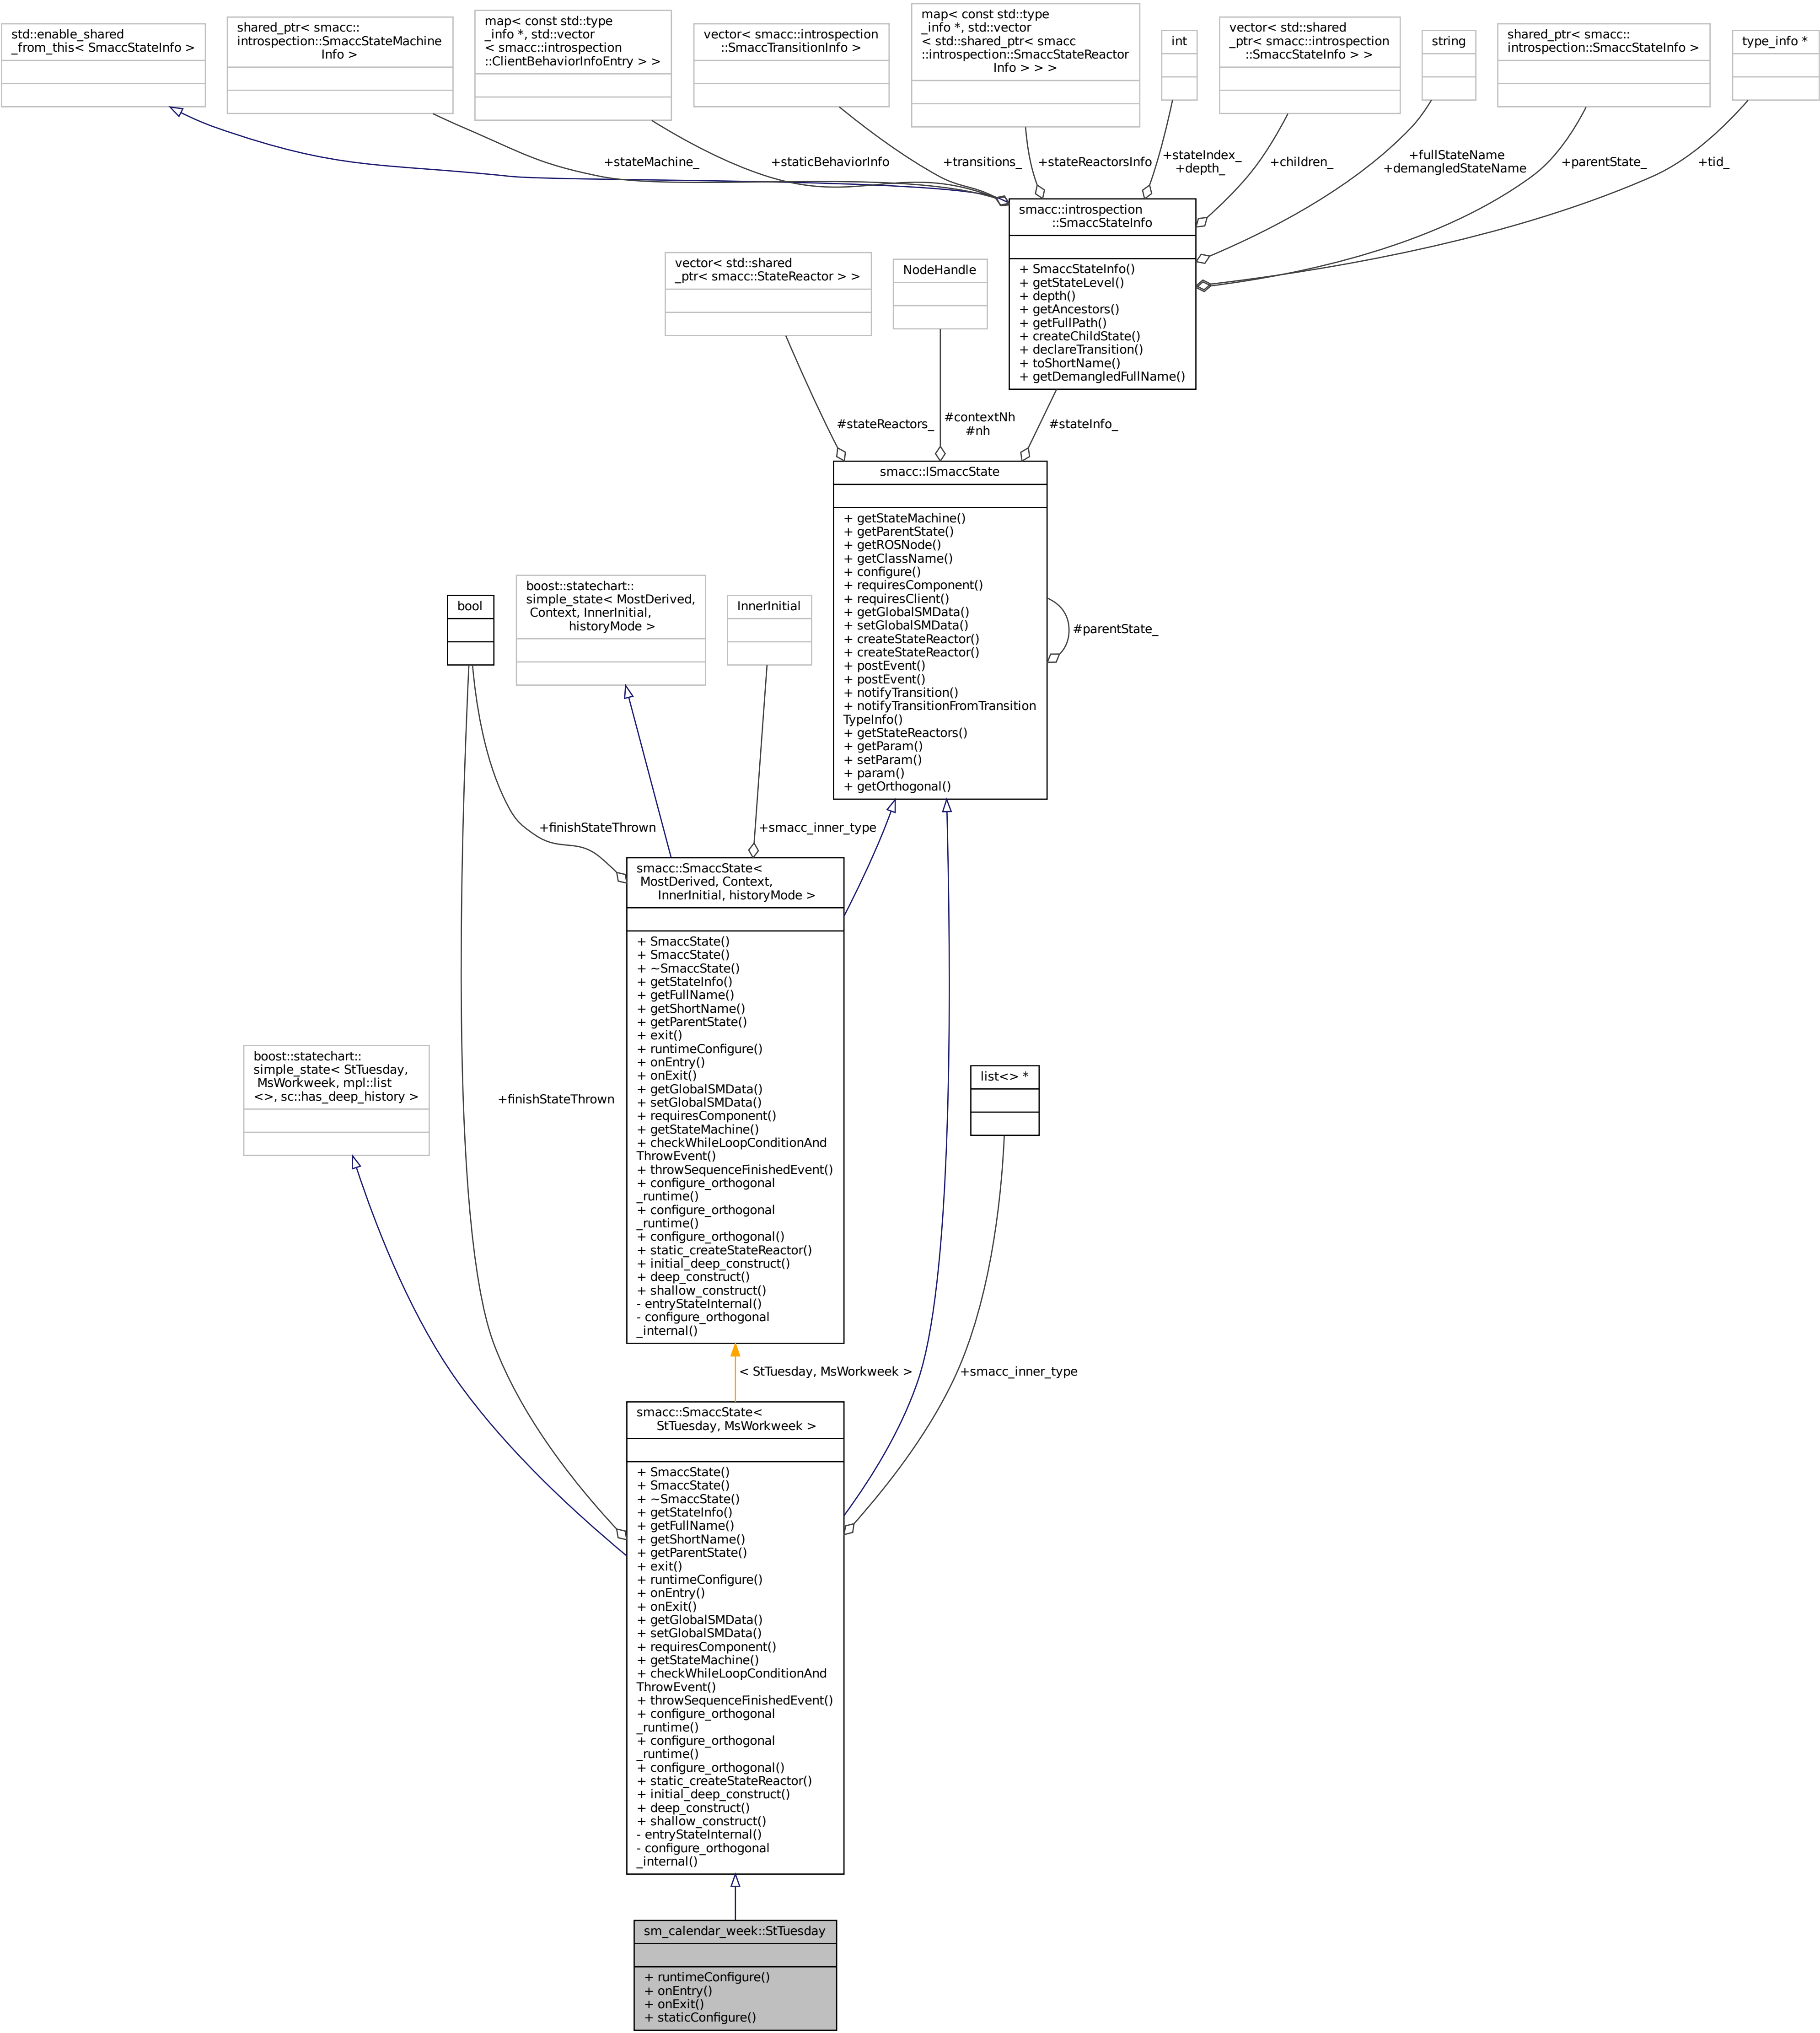 std::enable_shared
_from_this< SmaccStateInfo >
shared_ptr< smacc::
introspection::SmaccStateMachine
Info >
map< const std::type
_info *, std::vector
< smacc::introspection
::ClientBehaviorInfoEntry > >
vector< smacc::introspection
::SmaccTransitionInfo >
map< const std::type
_info *, std::vector
< std::shared_ptr< smacc
::introspection::SmaccStateReactor
Info > > >
int
vector< std::shared
_ptr< smacc::introspection
::SmaccStateInfo > >
string
shared_ptr< smacc::
introspection::SmaccStateInfo >
type_info *
+stateMachine_
+staticBehaviorInfo
+transitions_
+stateReactorsInfo
+stateIndex_
+depth_
+children_
+fullStateName
+demangledStateName
+parentState_
+tid_
smacc::introspection
::SmaccStateInfo
+ SmaccStateInfo()
+ getStateLevel()
+ depth()
+ getAncestors()
+ getFullPath()
+ createChildState()
+ declareTransition()
+ toShortName()
+ getDemangledFullName()
vector< std::shared
_ptr< smacc::StateReactor > >
NodeHandle
#stateReactors_
#contextNh
#nh
#stateInfo_
smacc::ISmaccState
+ getStateMachine()
+ getParentState()
+ getROSNode()
+ getClassName()
+ configure()
+ requiresComponent()
+ requiresClient()
+ getGlobalSMData()
+ setGlobalSMData()
+ createStateReactor()
+ createStateReactor()
+ postEvent()
+ postEvent()
+ notifyTransition()
+ notifyTransitionFromTransition
TypeInfo()
+ getStateReactors()
+ getParam()
+ setParam()
+ param()
+ getOrthogonal()
#parentState_
bool
boost::statechart::
simple_state< MostDerived,
Context, InnerInitial,
historyMode >
InnerInitial
+finishStateThrown
+smacc_inner_type
smacc::SmaccState<
MostDerived, Context,
InnerInitial, historyMode >
+ SmaccState()
+ SmaccState()
+ ~SmaccState()
+ getStateInfo()
+ getFullName()
+ getShortName()
+ getParentState()
+ exit()
+ runtimeConfigure()
+ onEntry()
+ onExit()
+ getGlobalSMData()
+ setGlobalSMData()
+ requiresComponent()
+ getStateMachine()
+ checkWhileLoopConditionAnd
ThrowEvent()
+ throwSequenceFinishedEvent()
+ configure_orthogonal
_runtime()
+ configure_orthogonal
_runtime()
+ configure_orthogonal()
+ static_createStateReactor()
+ initial_deep_construct()
+ deep_construct()
+ shallow_construct()
- entryStateInternal()
- configure_orthogonal
_internal()
boost::statechart::
simple_state< StTuesday,
MsWorkweek, mpl::list
<>, sc::has_deep_history >
+finishStateThrown
list<> *
< StTuesday, MsWorkweek >
+smacc_inner_type
smacc::SmaccState<
StTuesday, MsWorkweek >
+ SmaccState()
+ SmaccState()
+ ~SmaccState()
+ getStateInfo()
+ getFullName()
+ getShortName()
+ getParentState()
+ exit()
+ runtimeConfigure()
+ onEntry()
+ onExit()
+ getGlobalSMData()
+ setGlobalSMData()
+ requiresComponent()
+ getStateMachine()
+ checkWhileLoopConditionAnd
ThrowEvent()
+ throwSequenceFinishedEvent()
+ configure_orthogonal
_runtime()
+ configure_orthogonal
_runtime()
+ configure_orthogonal()
+ static_createStateReactor()
+ initial_deep_construct()
+ deep_construct()
+ shallow_construct()
- entryStateInternal()
- configure_orthogonal
_internal()
sm_calendar_week::StTuesday
+ runtimeConfigure()
+ onEntry()
+ onExit()
+ staticConfigure()